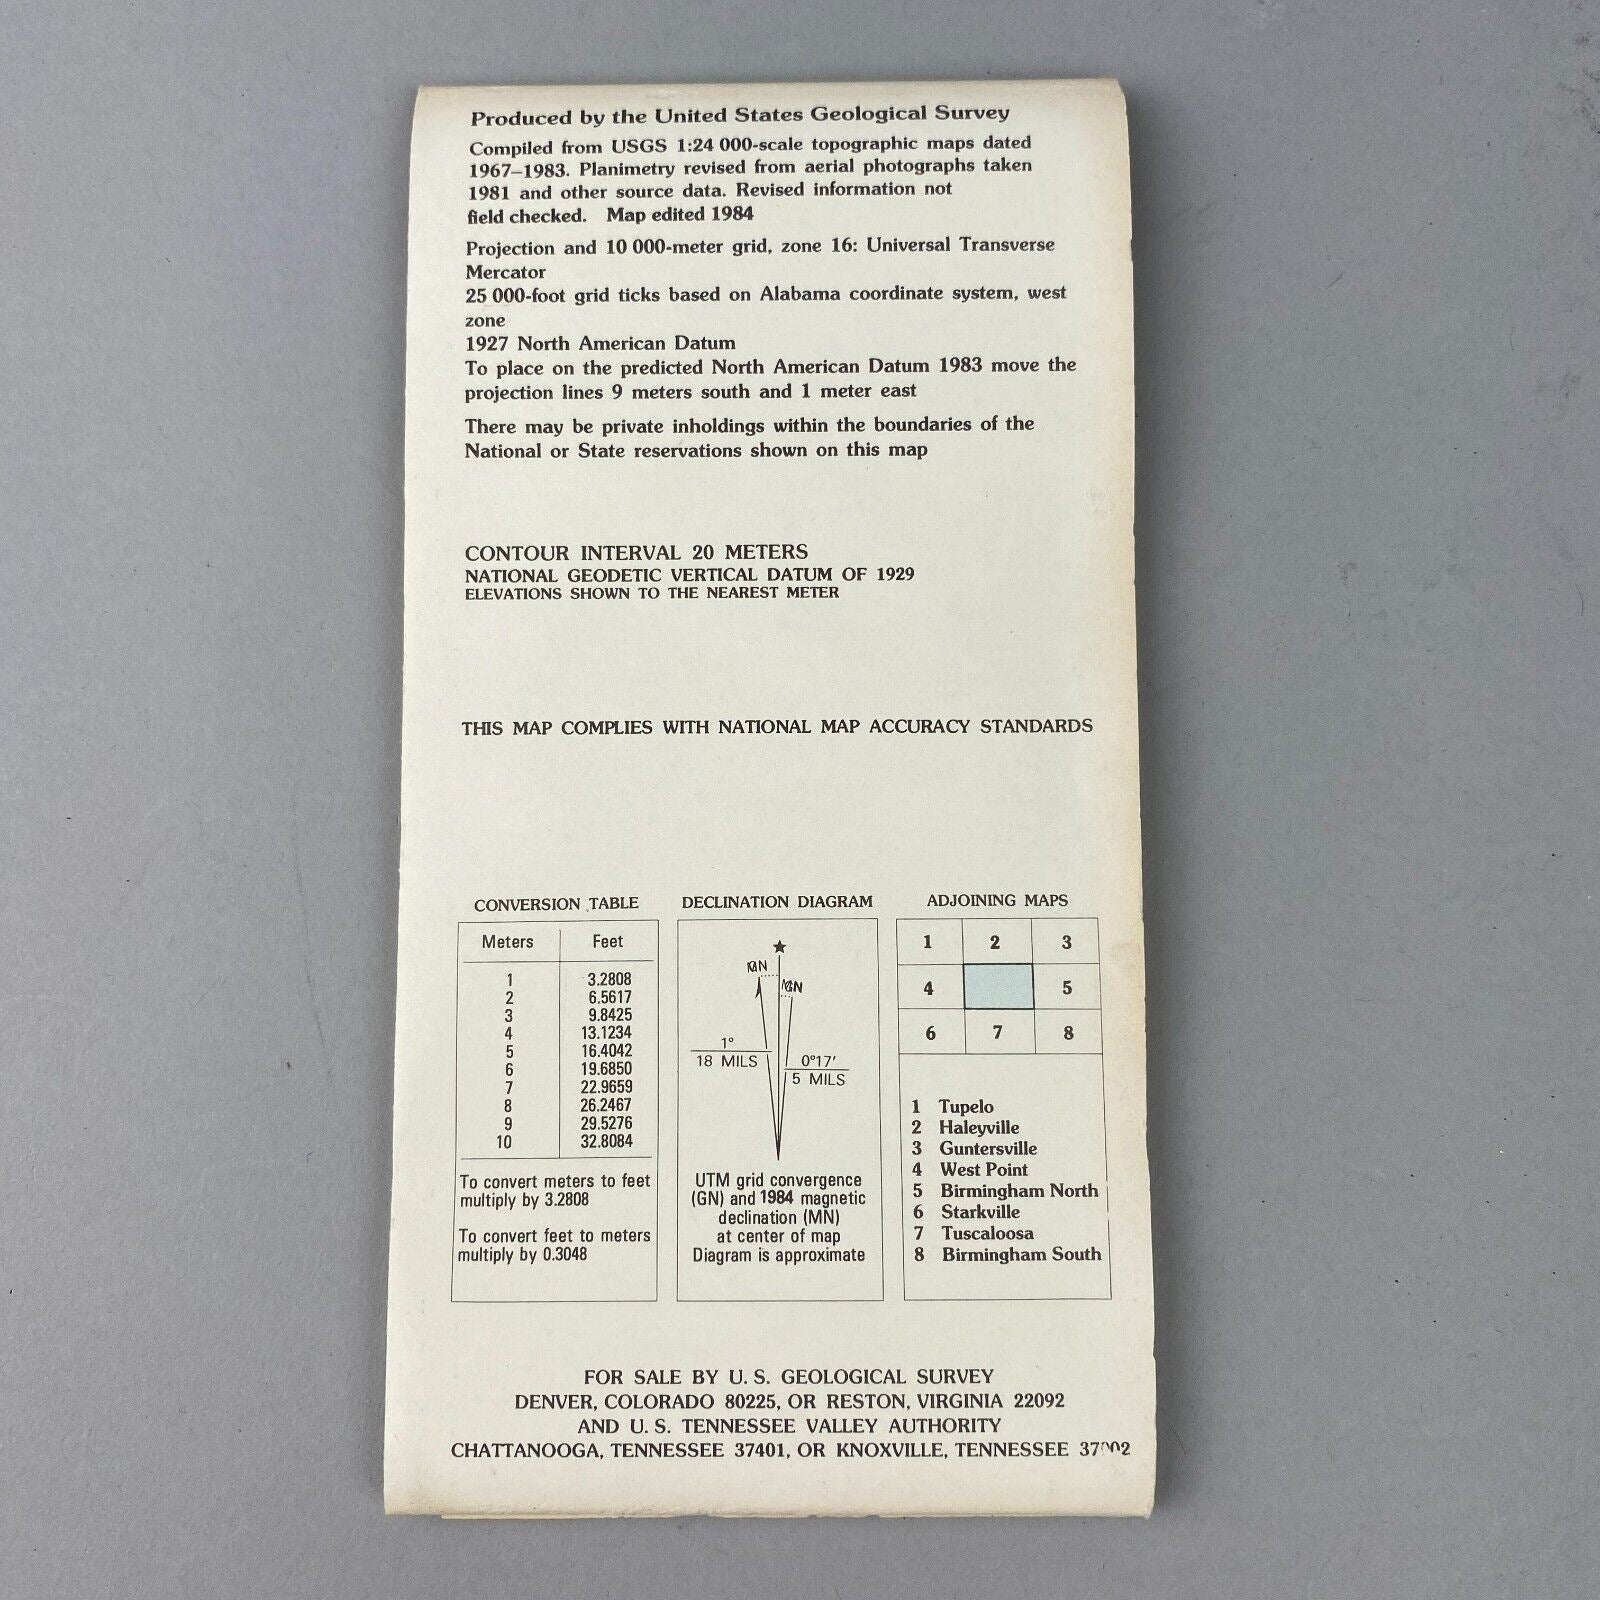 Produced by the United States Geological Survey
Compiled from USGS 1:24 000-scale topographic maps dated
1967–1983. Planimetry revised from aerial photographs taken
1981 and other source data. Revised information not
field checked. Map edited 1984
Projection and 10 000-meter grid, zone 16: Universal Transverse
Mercator
25 000-foot grid ticks based on Alabama coordinate system, west
zone
1927 North American Datum
To place on the predicted North American Datum 1983 move the
projection lines 9 meters south and 1 meter east
There may be private inholdings within the boundaries of the
National or State reservations shown on this map
CONTOUR INTERVAL 20 METERS
NATIONAL GEODETIC VERTICAL DATUM OF 1929
ELEVATIONS SHOWN TO THE NEAREST METER
THIS MAP COMPLIES WITH NATIONAL MAP ACCURACY STANDARDS
CONVERSION TABLE
Meters Feet
1 3.2808
2 6.5617
3 9.8425
4 13.1234
5 16.4042
6 19.6850
7 22.9659
8 26.2467
9 29.5276
10 32.8084
To convert meters to feet
multiply by 3.2808
To convert feet to meters
multiply by 0.3048
DECLINATION DIAGRAM
★
1°
18 MILS
0°17′
5 MILS
UTM grid convergence
(GN) and 1984 magnetic
declination (MN)
at center of map
Diagram is approximate
ADJOINING MAPS
1 2 3
4 5
6 7 8
1 Tupelo
2 Haleyville
3 Guntersville
4 West Point
5 Birmingham North
6 Starkville
7 Tuscaloosa
8 Birmingham South
FOR SALE BY U. S. GEOLOGICAL SURVEY
DENVER, COLORADO 80225, OR RESTON, VIRGINIA 22092
AND U. S. TENNESSEE VALLEY AUTHORITY
CHATTANOOGA, TENNESSEE 37401, OR KNOXVILLE, TENNESSEE 37902